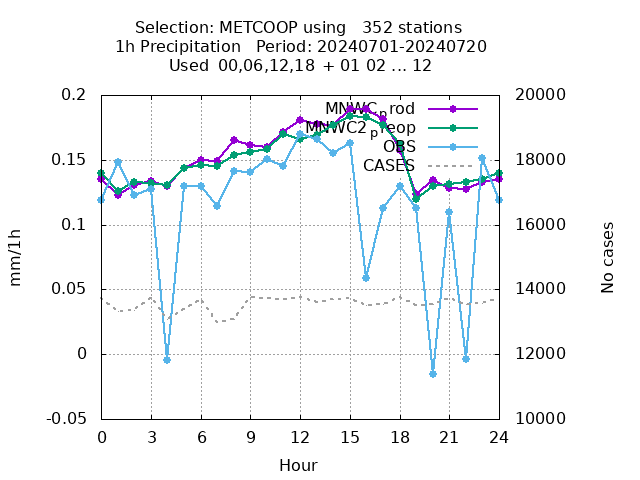 Selection: METCOOP using   352 stations
1h Precipitation   Period: 20240701-20240720
Used  00,06,12,18 + 01 02 ... 12
0.2
20000
MNWC_prod
MNWC2_preop
OBS
CASES
0.15
18000
0.1
16000
mm/1h
No cases
0.05
14000
0
12000
-0.05
10000
0 3 6 9 12 15 18 21 24
Hour